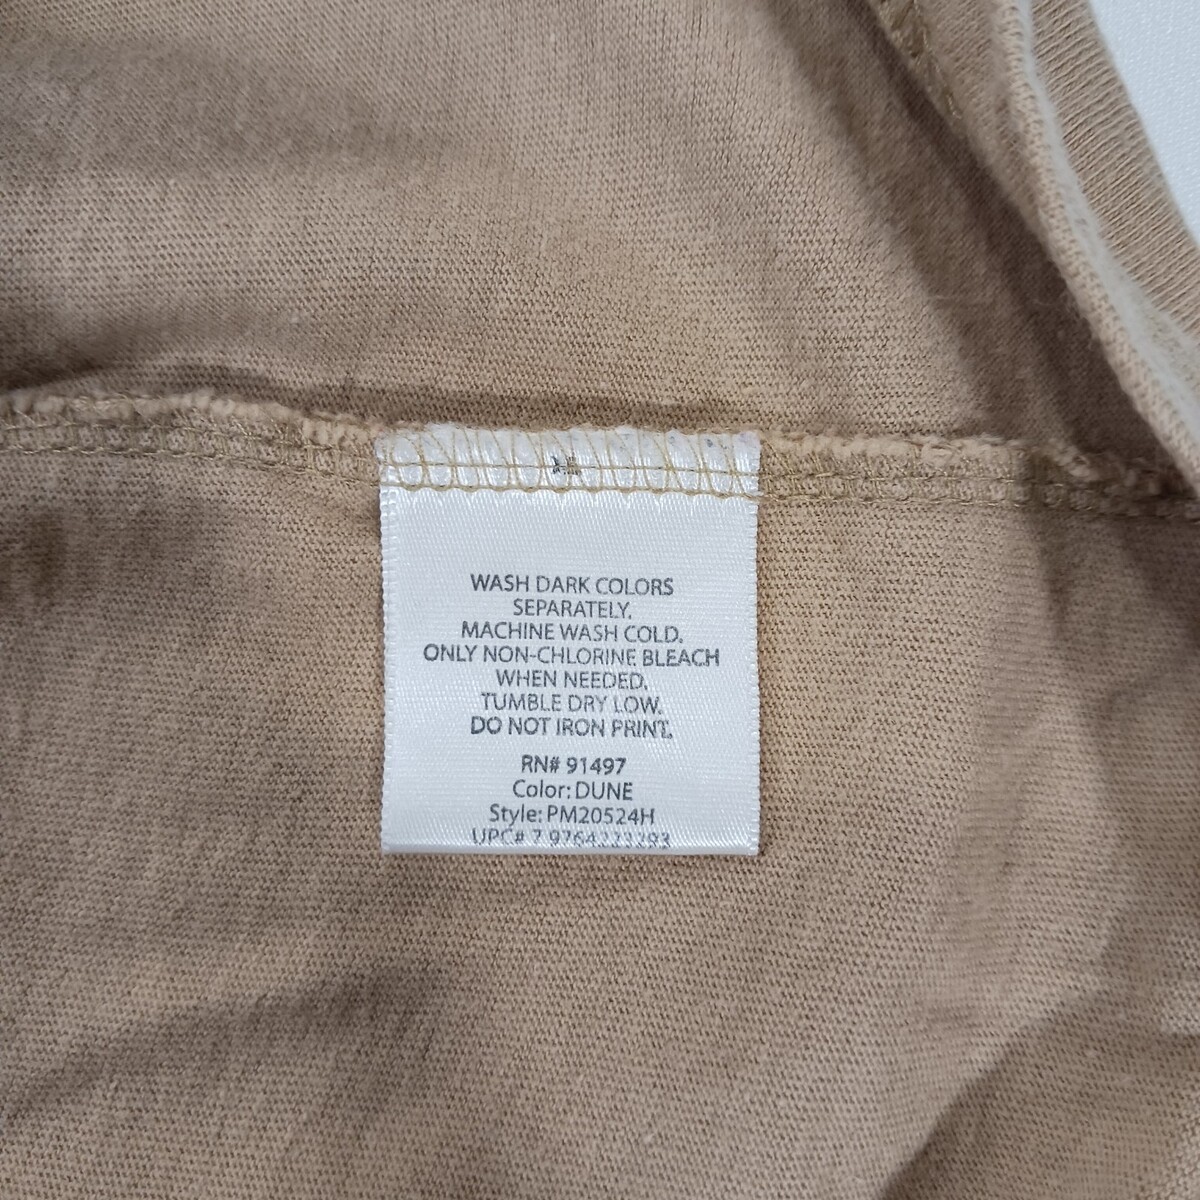 WASH DARK COLORS
SEPARATELY.
MACHINE WASH COLD.
ONLY NON-CHLORINE BLEACH
WHEN NEEDED.
TUMBLE DRY LOW.
DO NOT IRON PRINT.
RN# 91497
Color: DUNE
Style: PM20524H
UPC#